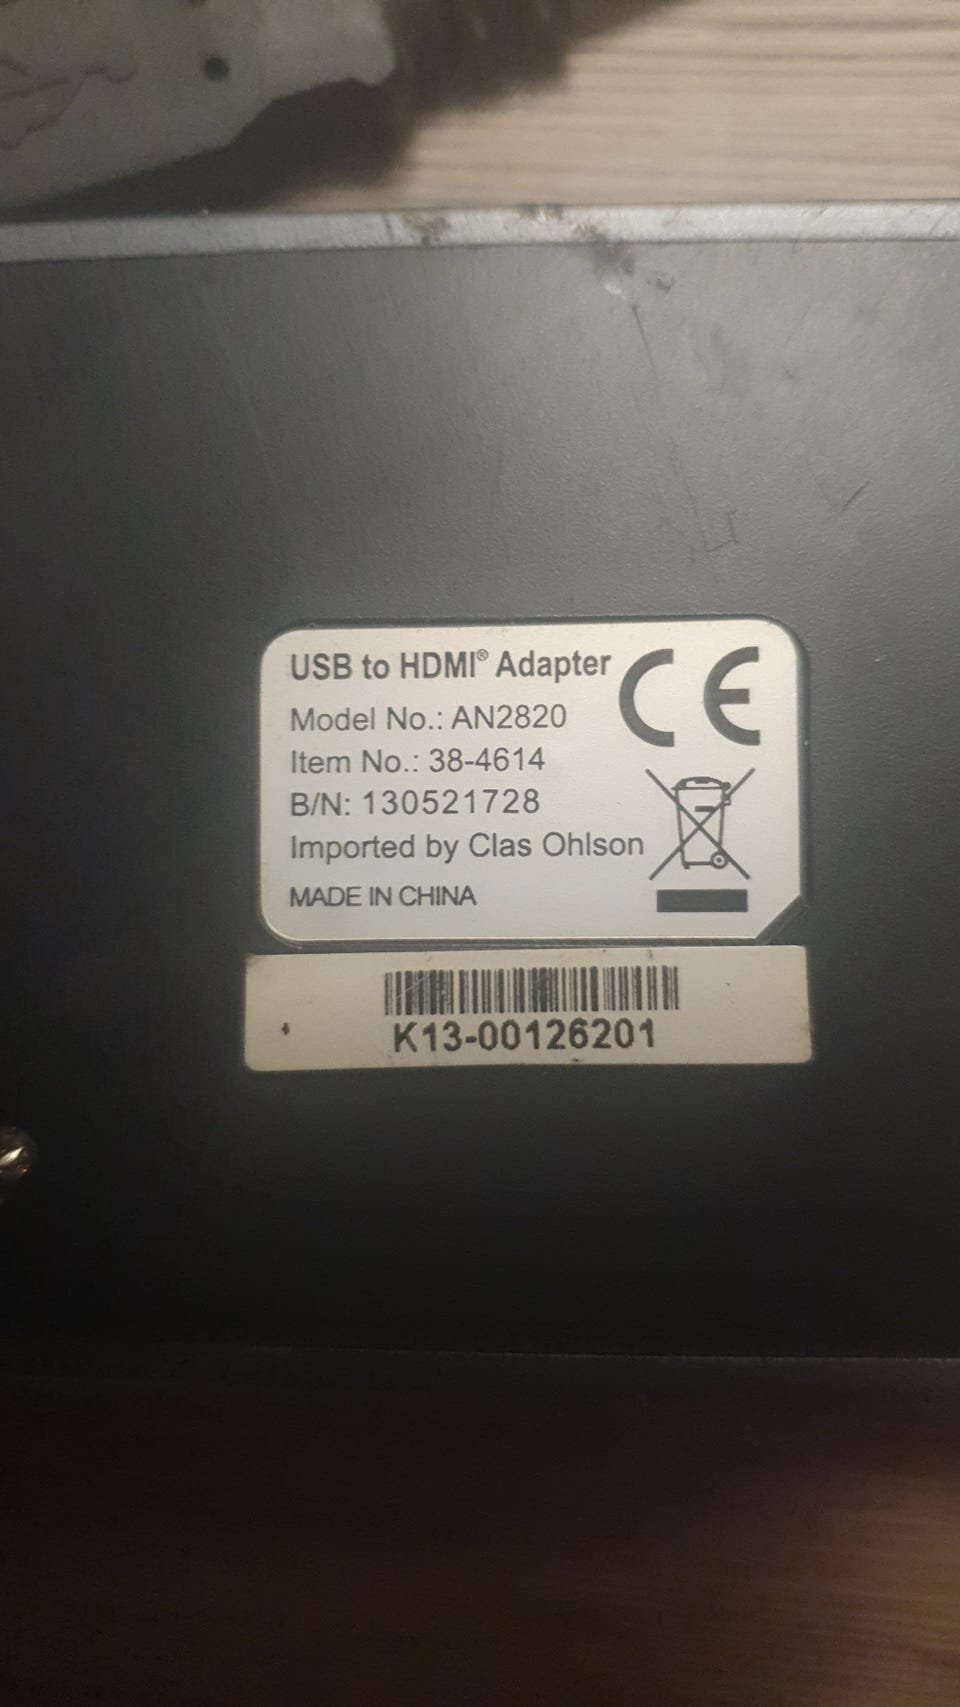 USB to HDMI® Adapter
CE
Model No.: AN2820
Item No.: 38-4614
B/N: 130521728
Imported by Clas Ohlson
MADE IN CHINA
K13-00126201